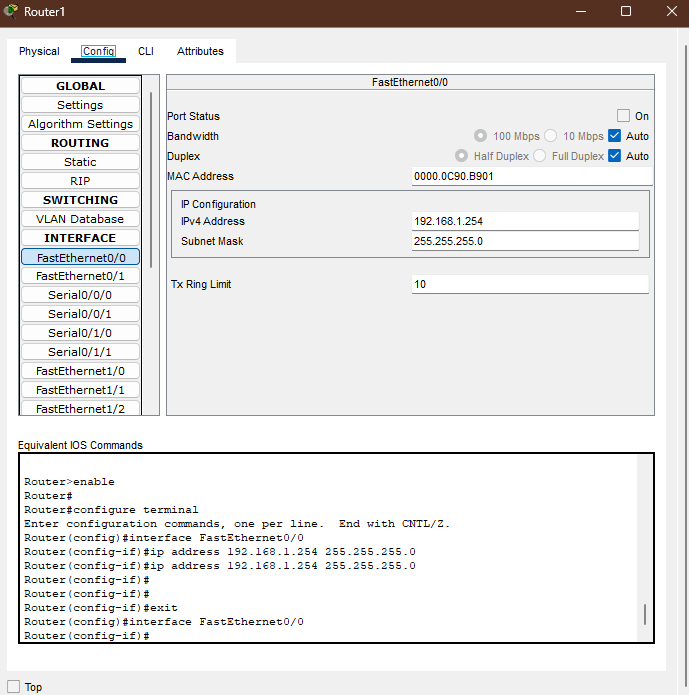 Router1
Physical Config CLI Attributes
GLOBAL
Settings
Algorithm Settings
ROUTING
Static
RIP
SWITCHING
VLAN Database
INTERFACE
FastEthernet0/0
FastEthernet0/1
Serial0/0/0
Serial0/0/1
Serial0/1/0
Serial0/1/1
FastEthernet1/0
FastEthernet1/1
FastEthernet1/2
FastEthernet0/0
Port Status On
Bandwidth 100 Mbps 10 Mbps Auto
Duplex Half Duplex Full Duplex Auto
MAC Address 0000.0C90.B901
IP Configuration
IPv4 Address 192.168.1.254
Subnet Mask 255.255.255.0
Tx Ring Limit 10
Equivalent IOS Commands
Router>enable
Router#
Router#configure terminal
Enter configuration commands, one per line. End with CNTL/Z.
Router(config)#interface FastEthernet0/0
Router(config-if)#ip address 192.168.1.254 255.255.255.0
Router(config-if)#ip address 192.168.1.254 255.255.255.0
Router(config-if)#
Router(config-if)#
Router(config-if)#exit
Router(config)#interface FastEthernet0/0
Router(config-if)#
Top